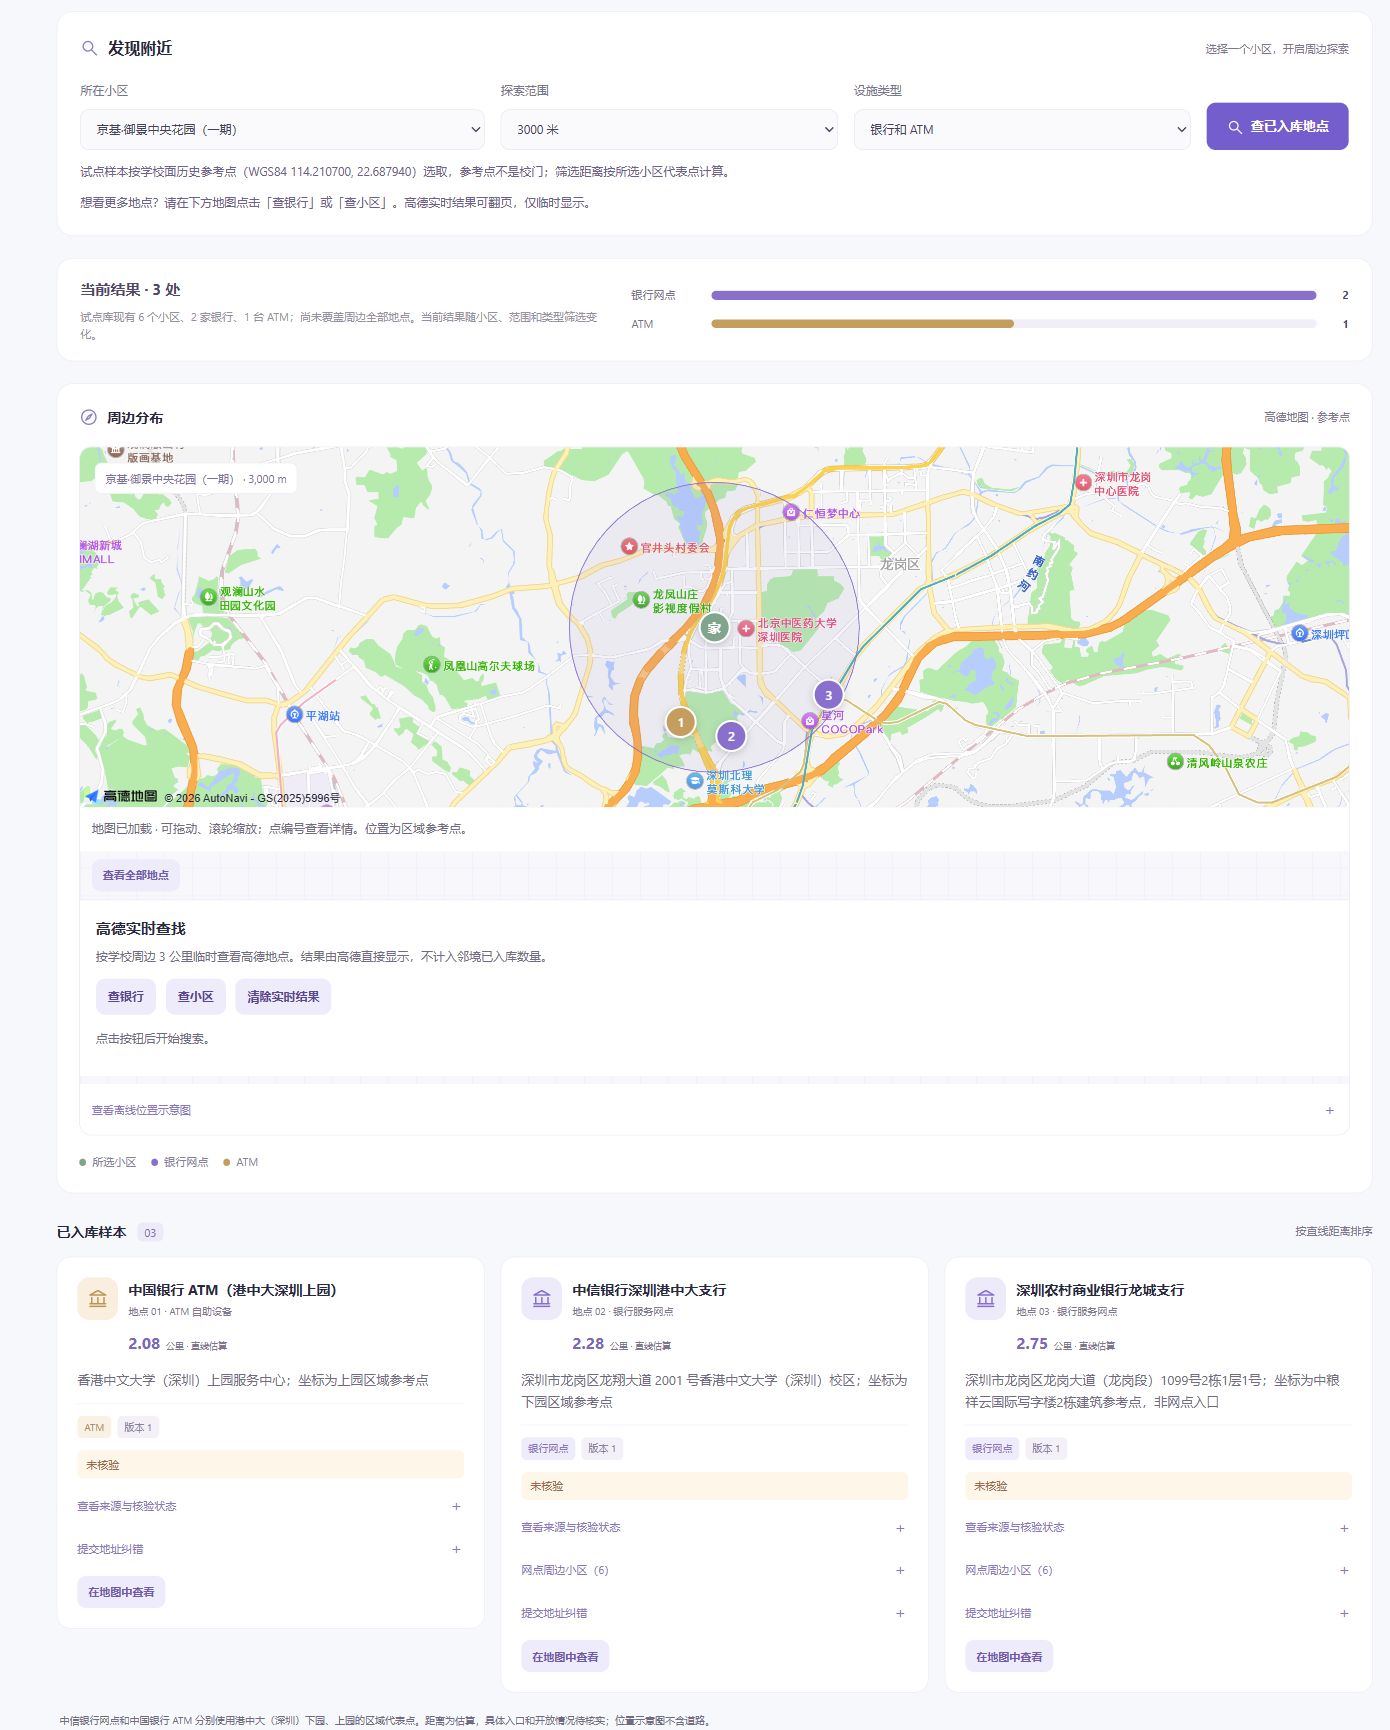 发现附近
选择一个小区，开启周边探索
所在小区
探索范围
设施类型
京基·御景中央花园（一期）
3000 米
银行和 ATM
查已入库地点
试点样本按学校面历史参考点（WGS84 114.210700, 22.687940）选取，参考点不是校门；筛选距离按所选小区代表点计算。
想看更多地点？请在下方地图点击「查银行」或「查小区」。高德实时结果可翻页，仅临时显示。
当前结果 · 3 处
试点库现有 6 个小区、2 家银行、1 台 ATM；尚未覆盖周边全部地点。当前结果随小区、范围和类型筛选变
化。
银行网点
2
ATM
1
周边分布
高德地图 · 参考点
版画基地
京基·御景中央花园（一期） · 3,000 m
深圳市龙岗
中心医院
仁恒梦中心
澜湖新城
MALL
官井头村委会
龙岗区
南约河
观澜山水
田园文化园
龙凤山庄
影视度假村
家
北京中医药大学
深圳医院
深圳坪
凤凰山高尔夫球场
3
平湖站
1
2
星河
COCOPark
清风岭山泉农庄
深圳北理
莫斯科大学
高德地图
© 2026 AutoNavi - GS(2025)5996号
地图已加载 · 可拖动、滚轮缩放；点编号查看详情。位置为区域参考点。
查看全部地点
高德实时查找
按学校周边 3 公里临时查看高德地点。结果由高德直接显示，不计入邻境已入库数量。
查银行
查小区
清除实时结果
点击按钮后开始搜索。
查看离线位置示意图
+
所选小区
银行网点
ATM
已入库样本
03
按直线距离排序
中国银行 ATM（港中大深圳上园）
地点 01 · ATM 自助设备
2.08 公里 · 直线估算
香港中文大学（深圳）上园服务中心；坐标为上园区域参考点
ATM
版本 1
未核验
查看来源与核验状态
+
提交地址纠错
+
在地图中查看
中信银行深圳港中大支行
地点 02 · 银行服务网点
2.28 公里 · 直线估算
深圳市龙岗区龙翔大道 2001 号香港中文大学（深圳）校区；坐标为
下园区域参考点
银行网点
版本 1
未核验
查看来源与核验状态
+
网点周边小区（6）
+
提交地址纠错
+
在地图中查看
深圳农村商业银行龙城支行
地点 03 · 银行服务网点
2.75 公里 · 直线估算
深圳市龙岗区龙岗大道（龙岗段）1099号2栋1层1号；坐标为中粮
祥云国际写字楼2栋建筑参考点，非网点入口
银行网点
版本 1
未核验
查看来源与核验状态
+
网点周边小区（6）
+
提交地址纠错
+
在地图中查看
中信银行网点和中国银行 ATM 分别使用港中大（深圳）下园、上园的区域代表点。距离为估算，具体入口和开放情况待核实；位置示意图不含道路。